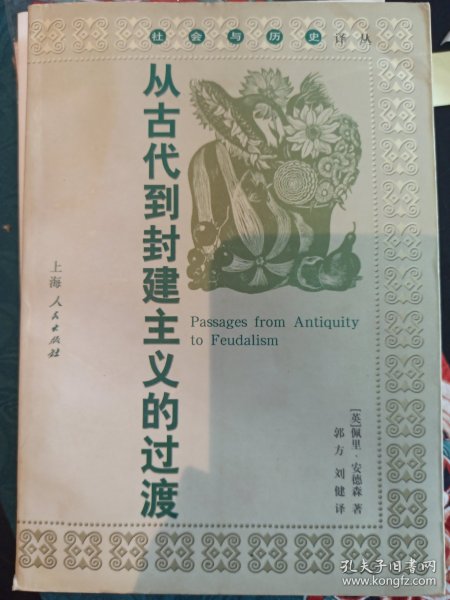 社会与历史译丛
从古代到封建主义的过渡
Passages from Antiquity
to Feudalism
[英]佩里·安德森 著
郭方 刘健 译
上海人民出版社
孔夫子旧书网
www.kongfz.com